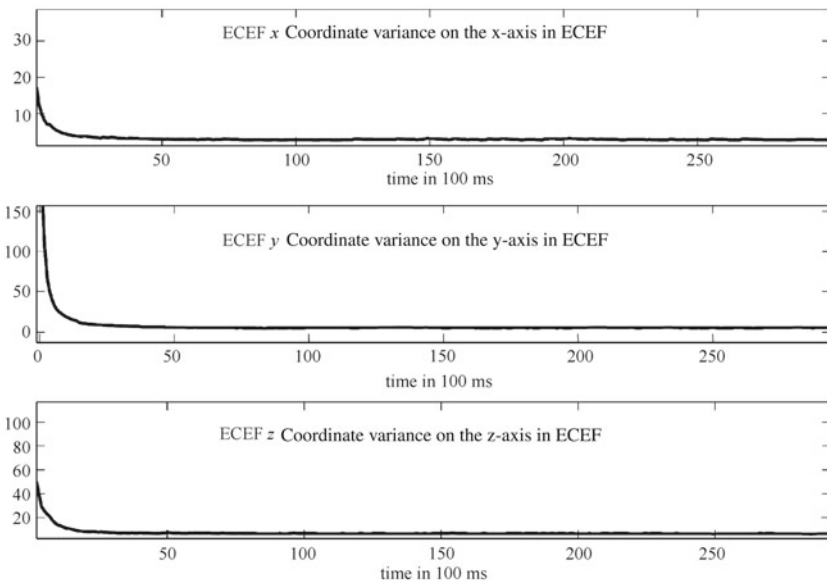 ECEF x Coordinate variance on the x-axis in ECEF
30
20
10
50 100 150 200 250
time in 100 ms
150
ECEF y Coordinate variance on the y-axis in ECEF
100
50
0
0 50 100 150 200 250
time in 100 ms
100
ECEF z Coordinate variance on the z-axis in ECEF
80
60
40
20
50 100 150 200 250
time in 100 ms